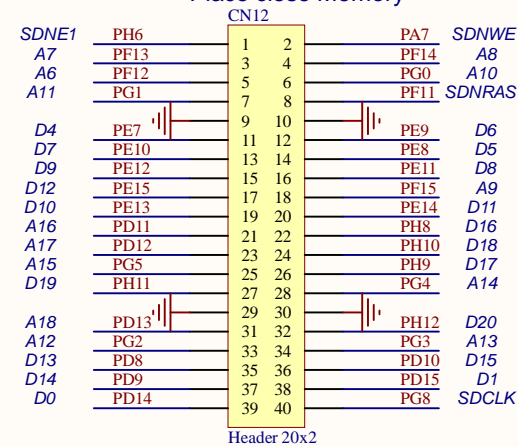 CN12
SDNE1 PH6 1 2 PA7 SDNWE
A7 PF13 3 4 PF14 A8
A6 PF12 5 6 PG0 A10
A11 PG1 7 8 PF11 SDNRAS
9 10
D4 PE7 11 12 PE9 D6
D7 PE10 13 14 PE8 D5
D9 PE12 15 16 PE11 D8
D12 PE15 17 18 PF15 A9
D10 PE13 19 20 PE14 D11
A16 PD11 21 22 PH8 D16
A17 PD12 23 24 PH10 D18
A15 PG5 25 26 PH9 D17
D19 PH11 27 28 PG4 A14
29 30
A18 PD13 31 32 PH12 D20
A12 PG2 33 34 PG3 A13
D13 PD8 35 36 PD10 D15
D14 PD9 37 38 PD15 D1
D0 PD14 39 40 PG8 SDCLK
Header 20x2